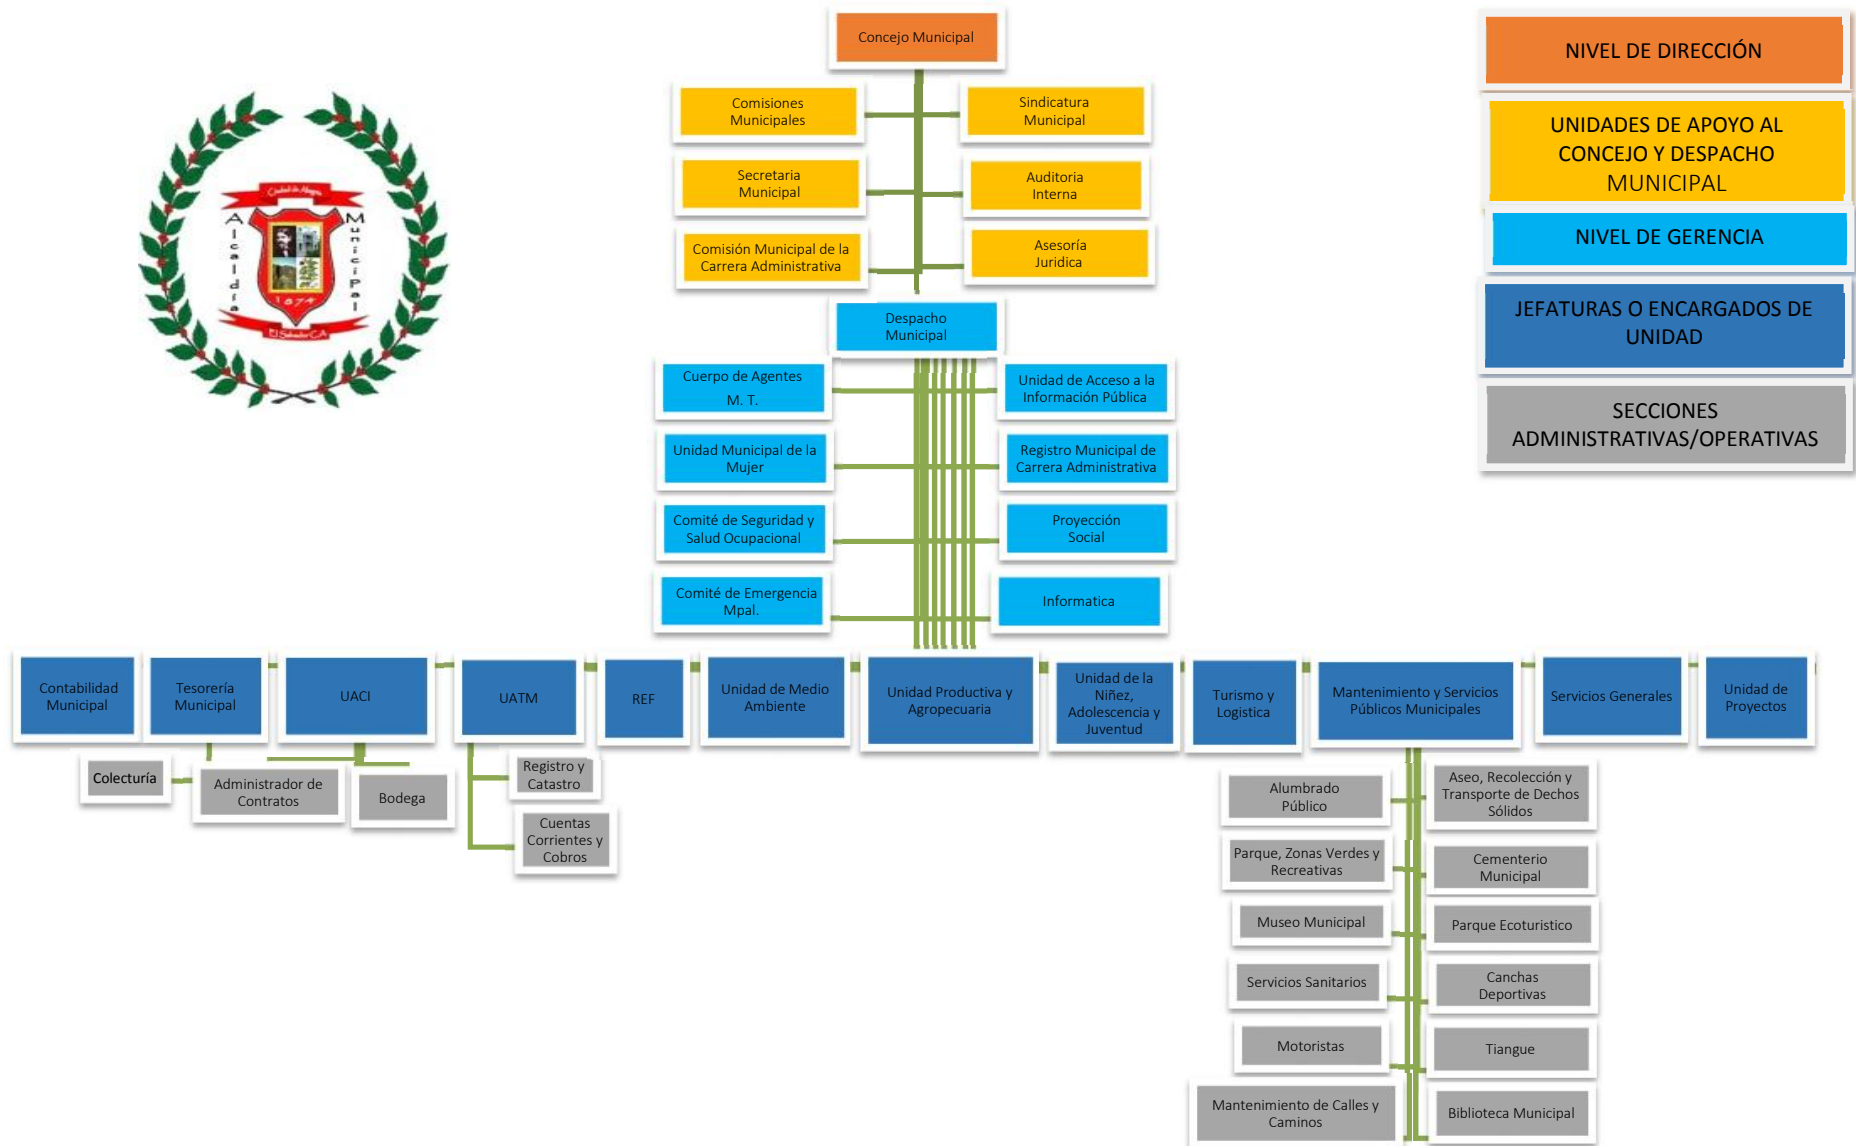 Concejo Municipal
NIVEL DE DIRECCIÓN
Comisiones
Municipales
Sindicatura
Municipal
UNIDADES DE APOYO AL
CONCEJO Y DESPACHO
MUNICIPAL
Secretaria
Municipal
Auditoria
Interna
Comisión Municipal de la
Carrera Administrativa
Asesoría
Juridica
NIVEL DE GERENCIA
Ciudad de Alegría
Alcaldía
Municipal
1874
El Salvador C.A
Despacho
Municipal
JEFATURAS O ENCARGADOS DE
UNIDAD
Cuerpo de Agentes
M. T.
Unidad de Acceso a la
Información Pública
SECCIONES
ADMINISTRATIVAS/OPERATIVAS
Unidad Municipal de la
Mujer
Registro Municipal de
Carrera Administrativa
Comité de Seguridad y
Salud Ocupacional
Proyección
Social
Comité de Emergencia
Mpal.
Informatica
Contabilidad
Municipal
Tesorería
Municipal
UACI
UATM
REF
Unidad de Medio
Ambiente
Unidad Productiva y
Agropecuaria
Unidad de la
Niñez,
Adolescencia y
Juventud
Turismo y
Logistica
Mantenimiento y Servicios
Públicos Municipales
Servicios Generales
Unidad de
Proyectos
Colecturía
Administrador de
Contratos
Bodega
Registro y
Catastro
Cuentas
Corrientes y
Cobros
Alumbrado
Público
Aseo, Recolección y
Transporte de Dechos
Sólidos
Parque, Zonas Verdes y
Recreativas
Cementerio
Municipal
Museo Municipal
Parque Ecoturistico
Servicios Sanitarios
Canchas
Deportivas
Motoristas
Tiangue
Mantenimiento de Calles y
Caminos
Biblioteca Municipal